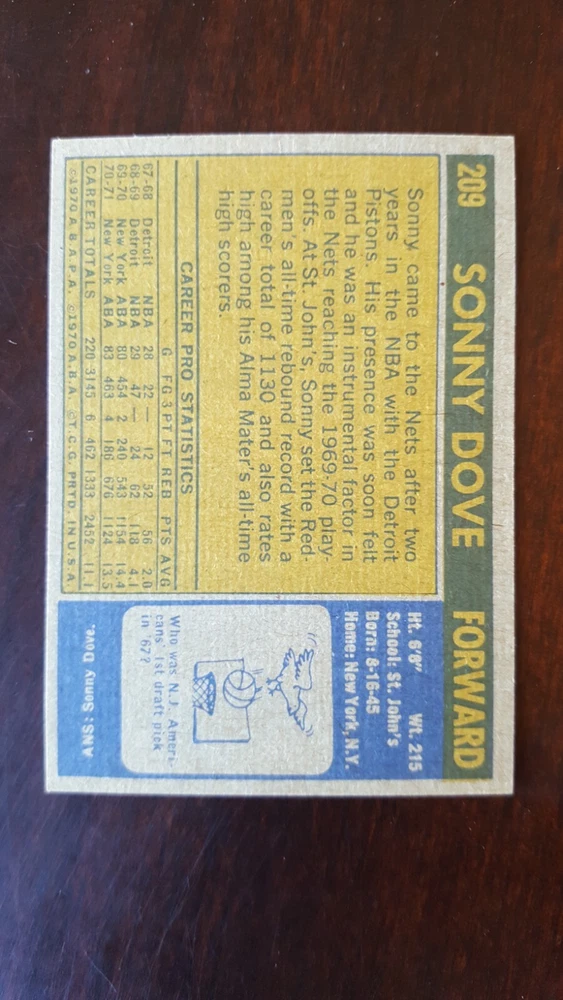 209 SONNY DOVE FORWARD
Sonny came to the Nets after two
years in the NBA with the Detroit
Pistons. His presence was soon felt
and he was an instrumental factor in
the Nets reaching the 1969-70 play-
offs. At St. John's, Sonny set the Red-
men's all-time rebound record with a
career total of 1130 and also rates
high among his Alma Mater's all-time
high scorers.
CAREER PRO STATISTICS
G FG 3PT FT REB PTS AVG
67-68 Detroit NBA 28 22 — 12 52 56 2.0
68-69 Detroit NBA 29 47 — 24 62 118 4.1
69-70 New York ABA 80 454 2 240 543 1154 14.4
70-71 New York ABA 83 463 4 186 676 1124 13.5
CAREER TOTALS 220 3145 6 462 1333 2452 11.1
©1970 A.B.A.P.A. ©1970 A.B.A. ©T.C.G. PRTD. IN U.S.A.
Ht. 6'8" Wt. 215
School: St. John's
Born: 8-16-45
Home: New York, N.Y.
Who was N.J. Ameri-
cans' 1st draft pick
in '67?
ANS: Sonny Dove.